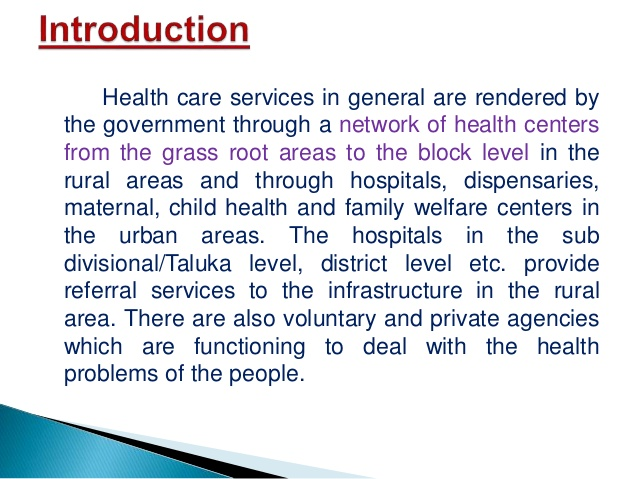 Introduction
Health care services in general are rendered by
the government through a network of health centers
from the grass root areas to the block level in the
rural areas and through hospitals, dispensaries,
maternal, child health and family welfare centers in
the urban areas. The hospitals in the sub
divisional/Taluka level, district level etc. provide
referral services to the infrastructure in the rural
area. There are also voluntary and private agencies
which are functioning to deal with the health
problems of the people.